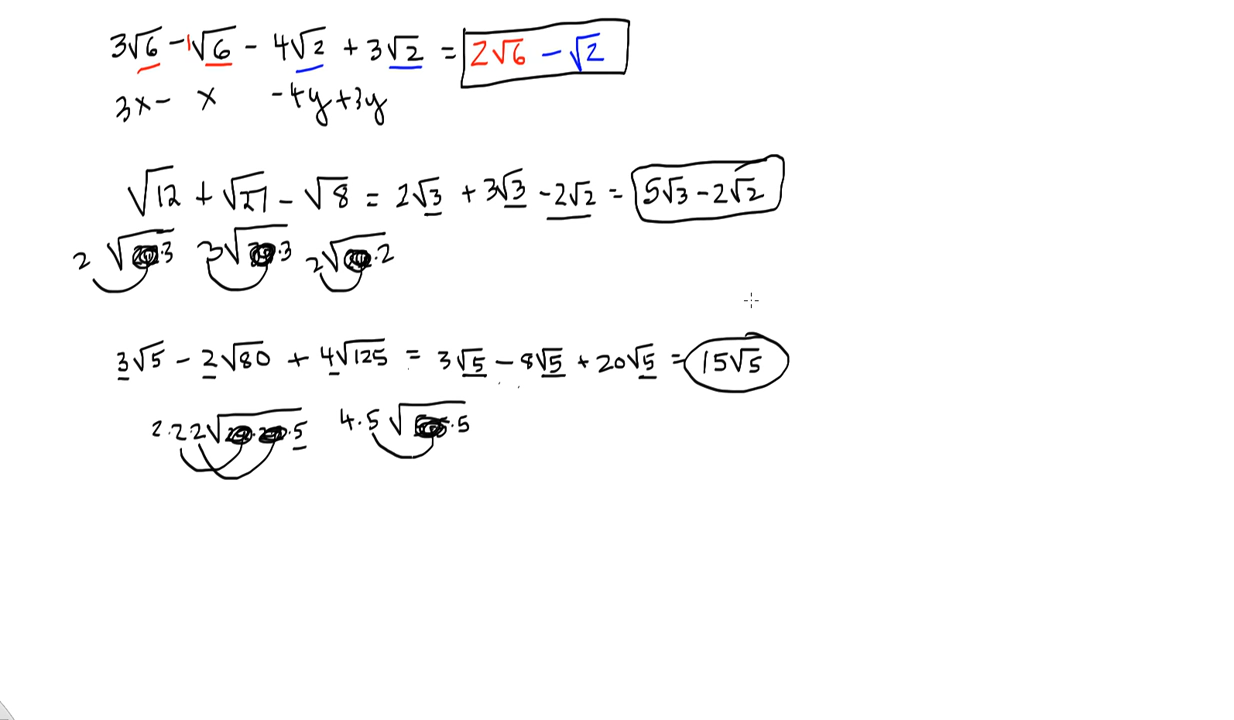 3√6 - 1√6 - 4√2 + 3√2 = 2√6 - √2
3x - x - 4y + 3y
√12 + √27 - √8 = 2√3 + 3√3 - 2√2 = 5√3 - 2√2
2 √ ·3 3√ ·3 2√ ·2
3√5 - 2√80 + 4√125 = 3√5 - 8√5 + 20√5 = 15√5
2·22√ · ·5 4·5 √ ·5